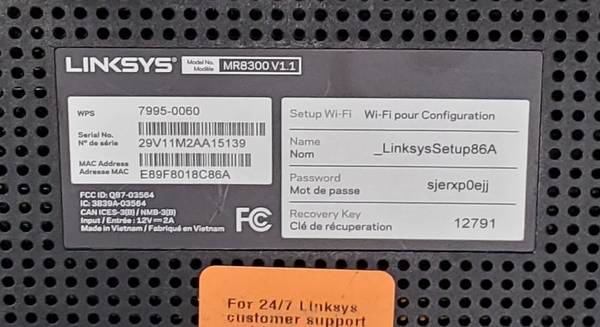 LINKSYS® Model No. Modèle MR8300 V1.1
WPS 7995-0060
Serial No.
N° de série 29V11M2AA15139
MAC Address
Adresse MAC E89F8018C86A
FCC ID: Q87-03564
IC: 3839A-03564
CAN ICES-3(B) / NMB-3(B)
Input / Entrée : 12V⎓2A
Made in Vietnam / Fabriqué en Vietnam
FC
Setup Wi-Fi Wi-Fi pour Configuration
Name
Nom _LinksysSetup86A
Password
Mot de passe sjerxp0ejj
Recovery Key
Clé de récuperation 12791
For 24/7 Linksys
customer support